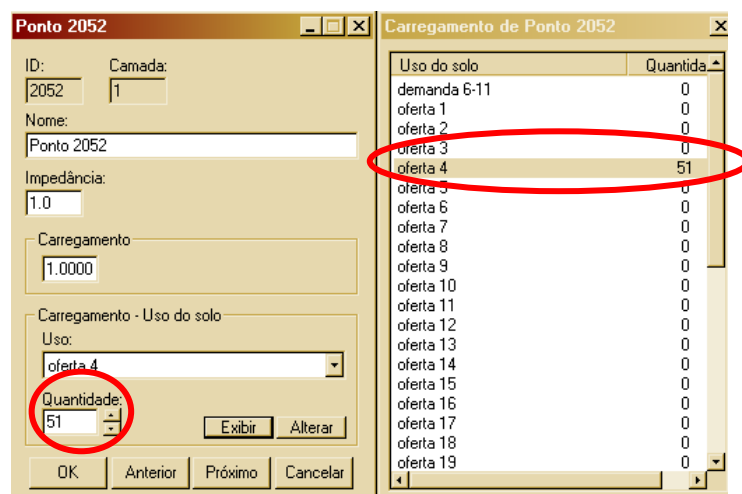 Ponto 2052
ID: Camada:
2052 1
Nome:
Ponto 2052
Impedância:
1.0
Carregamento
1.0000
Carregamento - Uso do solo
Uso:
oferta 4
Quantidade:
51
Exibir Alterar
OK Anterior Próximo Cancelar
Carregamento de Ponto 2052
Uso do solo Quantida
demanda 6-11 0
oferta 1 0
oferta 2 0
oferta 3 0
oferta 4 51
oferta 5 0
oferta 6 0
oferta 7 0
oferta 8 0
oferta 9 0
oferta 10 0
oferta 11 0
oferta 12 0
oferta 13 0
oferta 14 0
oferta 15 0
oferta 16 0
oferta 17 0
oferta 18 0
oferta 19 0